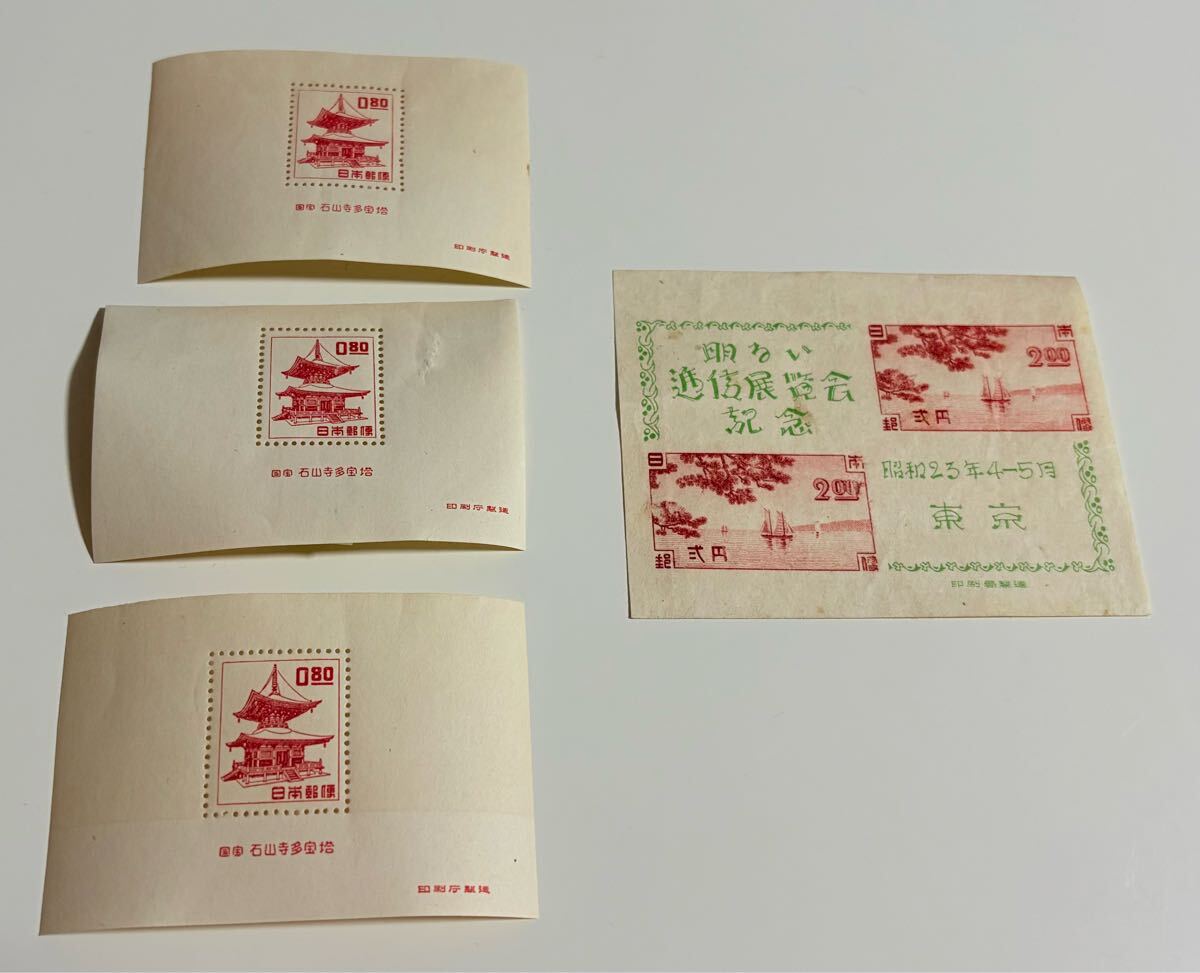 0.80
日本郵便
国宝 石山寺多宝塔
印刷庁製造
0.80
日本郵便
国宝 石山寺多宝塔
印刷庁製造
0.80
日本郵便
国宝 石山寺多宝塔
印刷庁製造
明るい
逓信展覧会
記念
日本
2.00
弐円
郵便
日本
2.00
弐円
郵便
昭和23年4-5月
東京
印刷局製造